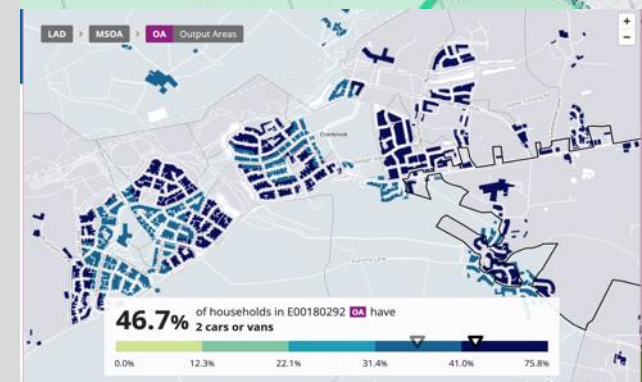 LAD > MSOA > OA Output Areas
+
−
Cranbrook
46.7% of households in E00180292 OA have
2 cars or vans
0.0% 12.3% 22.1% 31.4% 41.0% 75.8%